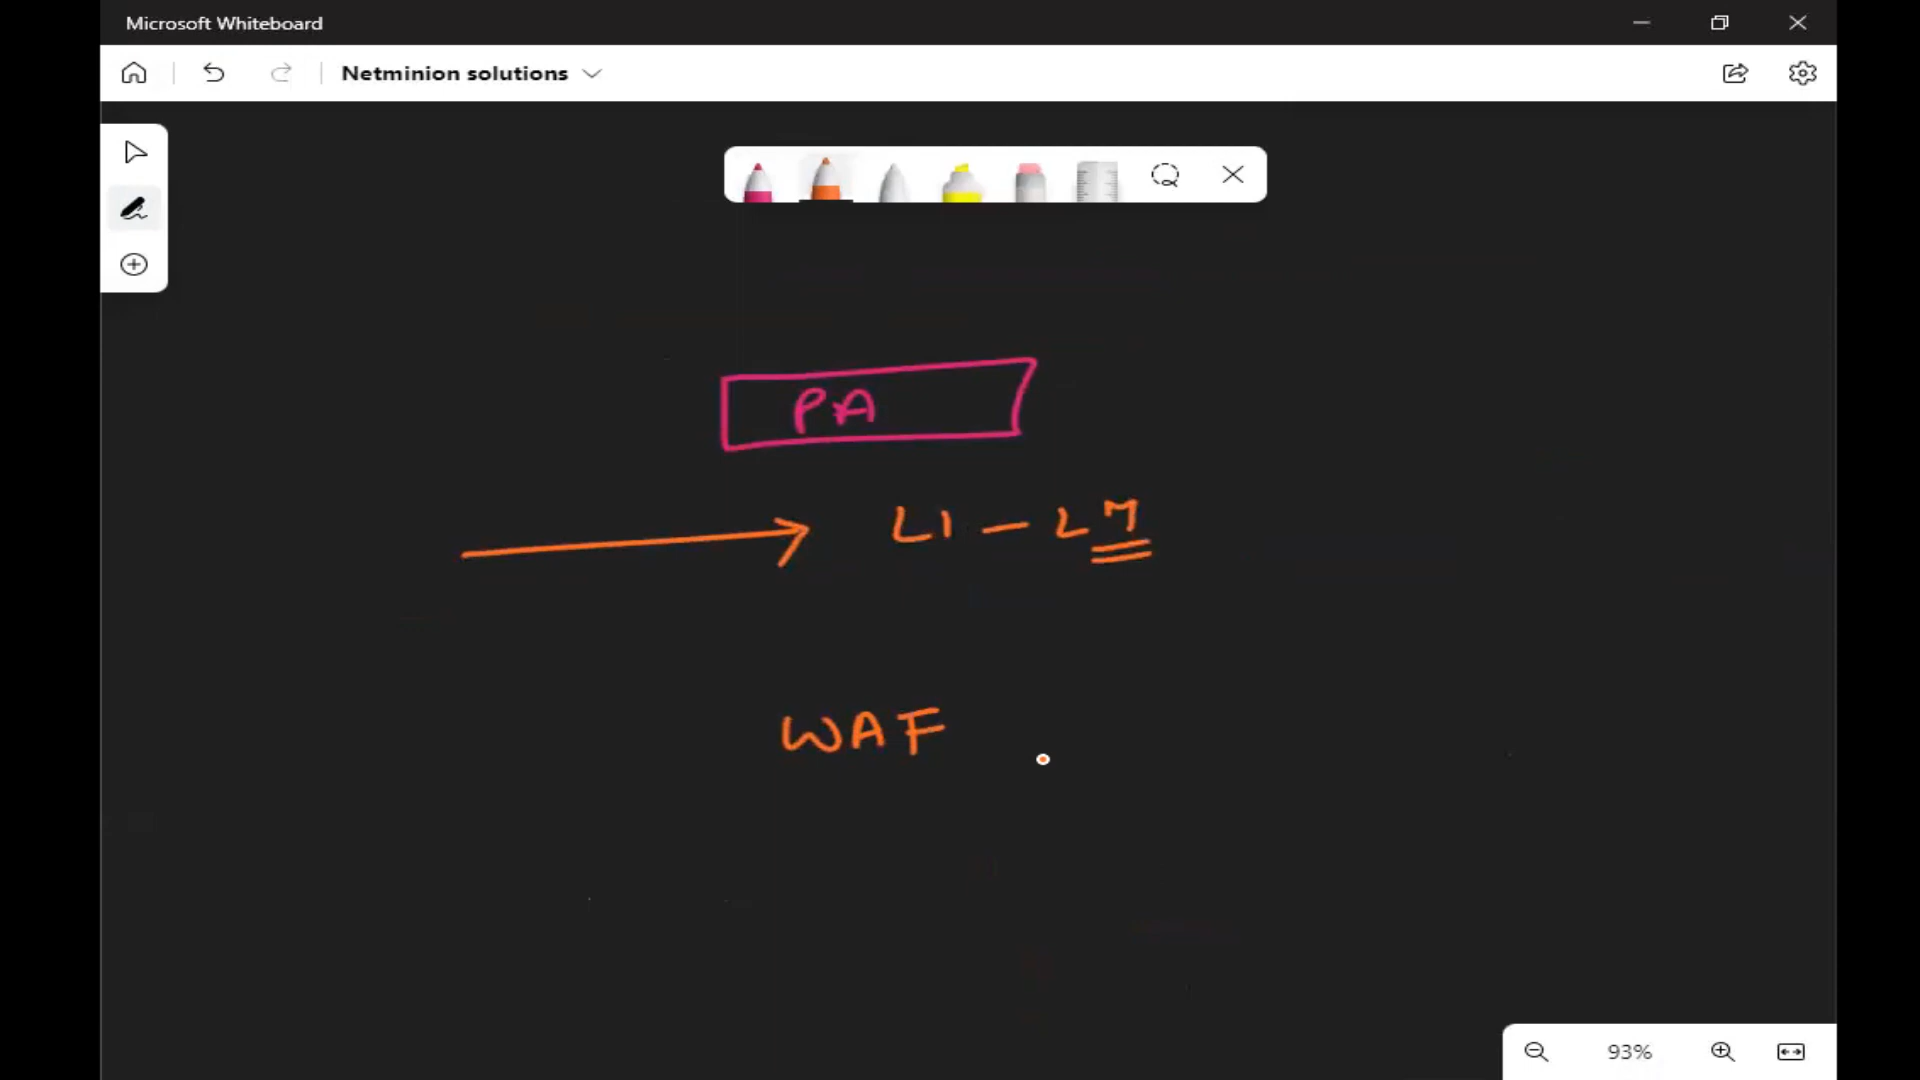 Microsoft Whiteboard
Netminion solutions
PA
L1 - L7
WAF
93%